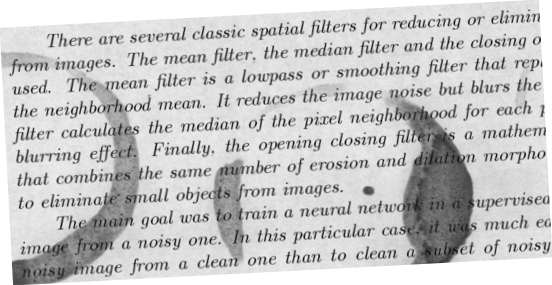 There are several classic spatial filters for reducing or elimin
from images. The mean filter, the median filter and the closing o
used. The mean filter is a lowpass or smoothing filter that repl
the neighborhood mean. It reduces the image noise but blurs the
filter calculates the median of the pixel neighborhood for each p
blurring effect. Finally, the opening closing filter is a mathem
that combines the same number of erosion and dilation morpho
to eliminate small objects from images.
The main goal was to train a neural network in a supervised
image from a noisy one. In this particular case, it was much ea
noisy image from a clean one than to clean a subset of noisy